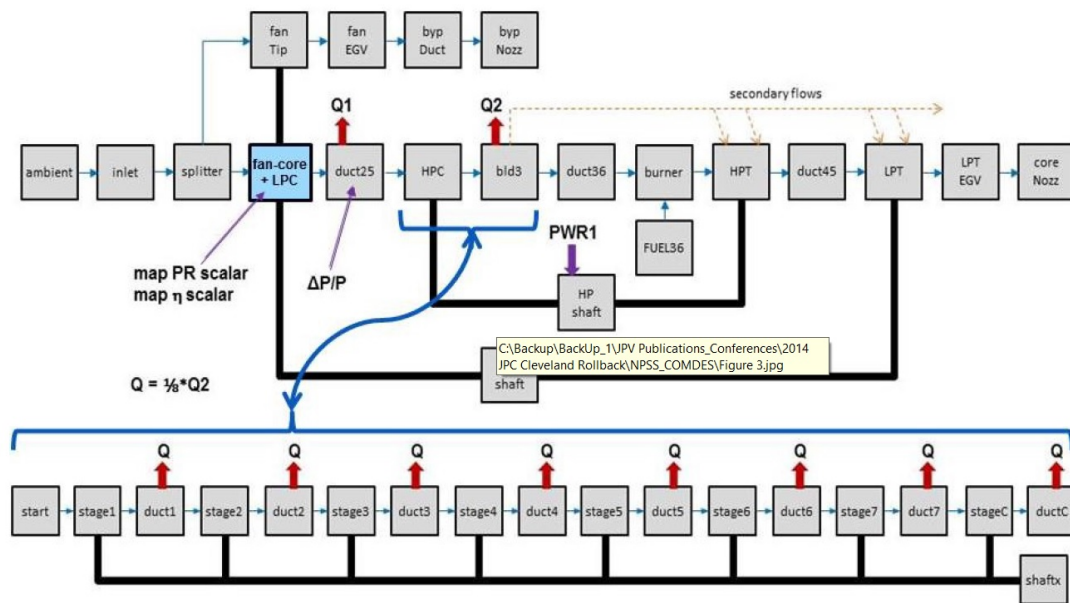 fan
Tip
fan
EGV
byp
Duct
byp
Nozz
Q1
Q2
secondary flows
ambient
inlet
splitter
fan-core
+ LPC
duct25
HPC
bld3
duct36
burner
HPT
duct45
LPT
LPT
EGV
core
Nozz
map PR scalar
map η scalar
ΔP/P
PWR1
FUEL36
HP
shaft
C:\Backup\BackUp_1\JPV Publications_Conferences\2014
JPC Cleveland Rollback\NPSS_COMDES\Figure 3.jpg
shaft
Q = ⅛*Q2
Q
Q
Q
Q
Q
Q
Q
Q
start
stage1
duct1
stage2
duct2
stage3
duct3
stage4
duct4
stage5
duct5
stage6
duct6
stage7
duct7
stageC
ductC
shaftx